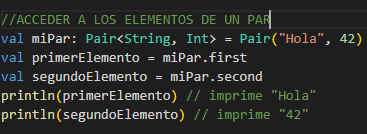 //ACCEDER A LOS ELEMENTOS DE UN PAR
val miPar: Pair<String, Int> = Pair("Hola", 42)
val primerElemento = miPar.first
val segundoElemento = miPar.second
println(primerElemento) // imprime "Hola"
println(segundoElemento) // imprime "42"